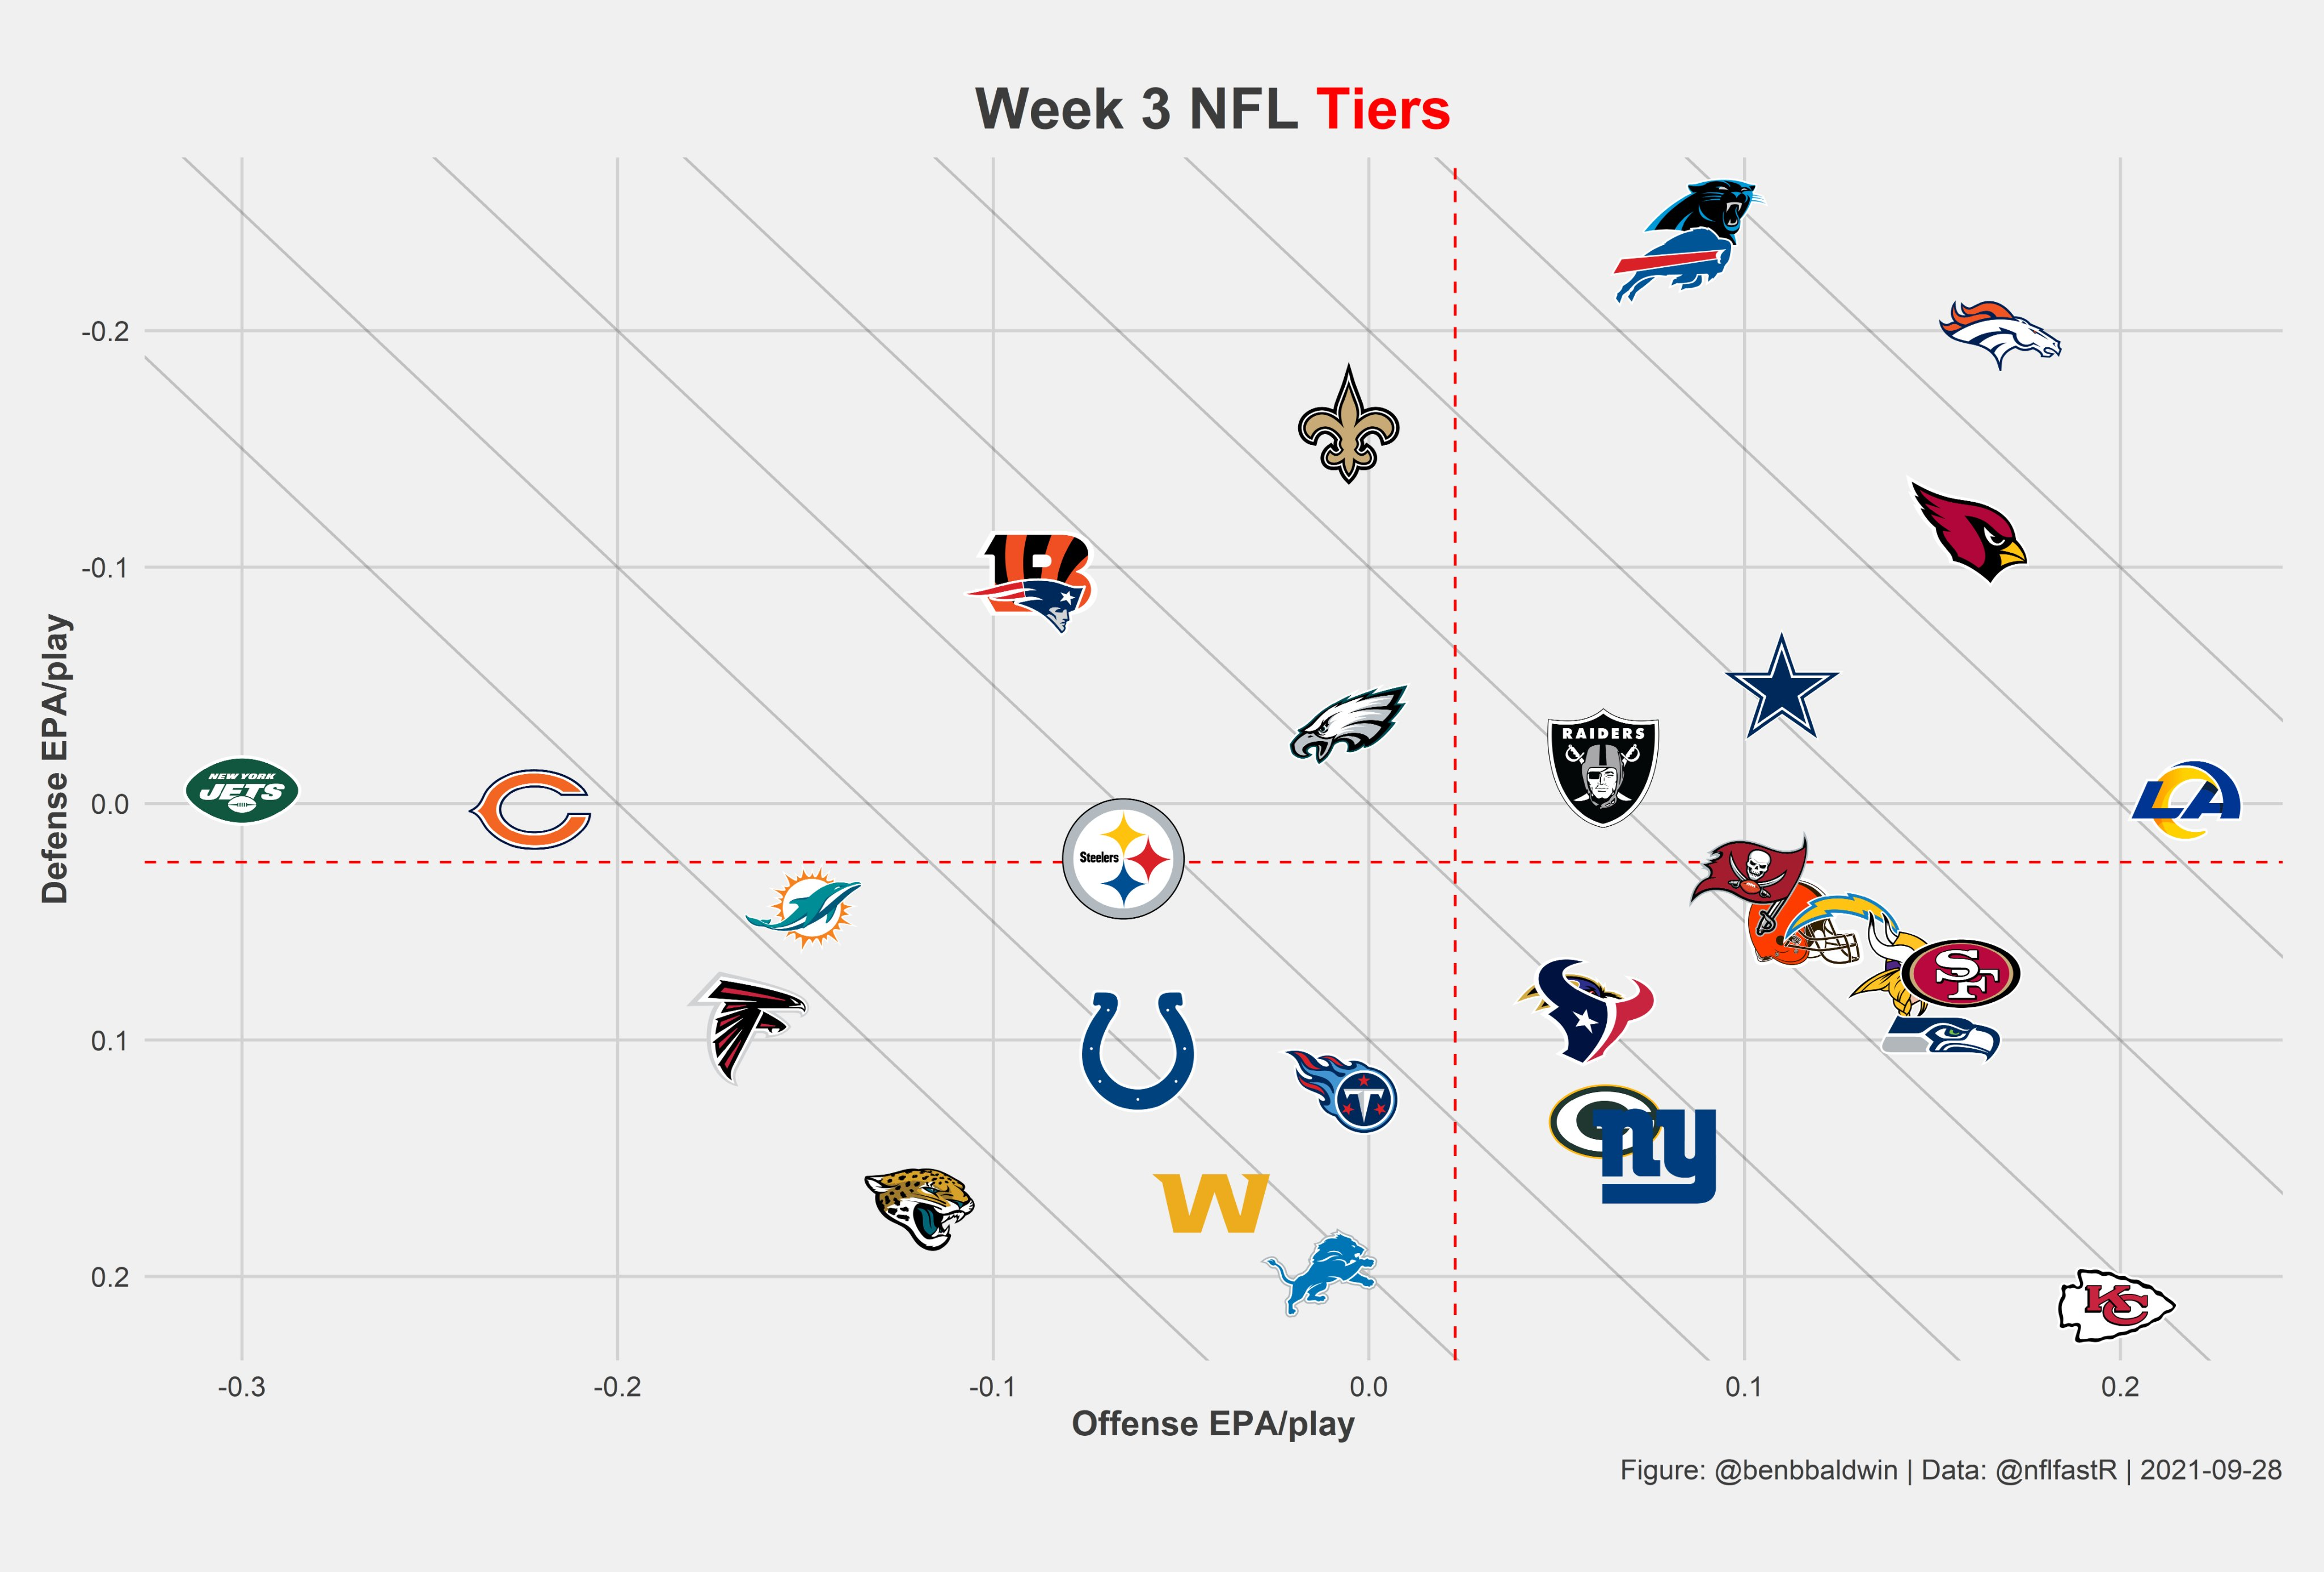 Week 3 NFL Tiers
-0.2
-0.1
0.0
0.1
0.2
Defense EPA/play
NEW YORK
JETS
RAIDERS
LA
Steelers
SF
T
G
ny
W
KC
-0.3
-0.2
-0.1
0.0
0.1
0.2
Offense EPA/play
Figure: @benbbaldwin | Data: @nflfastR | 2021-09-28